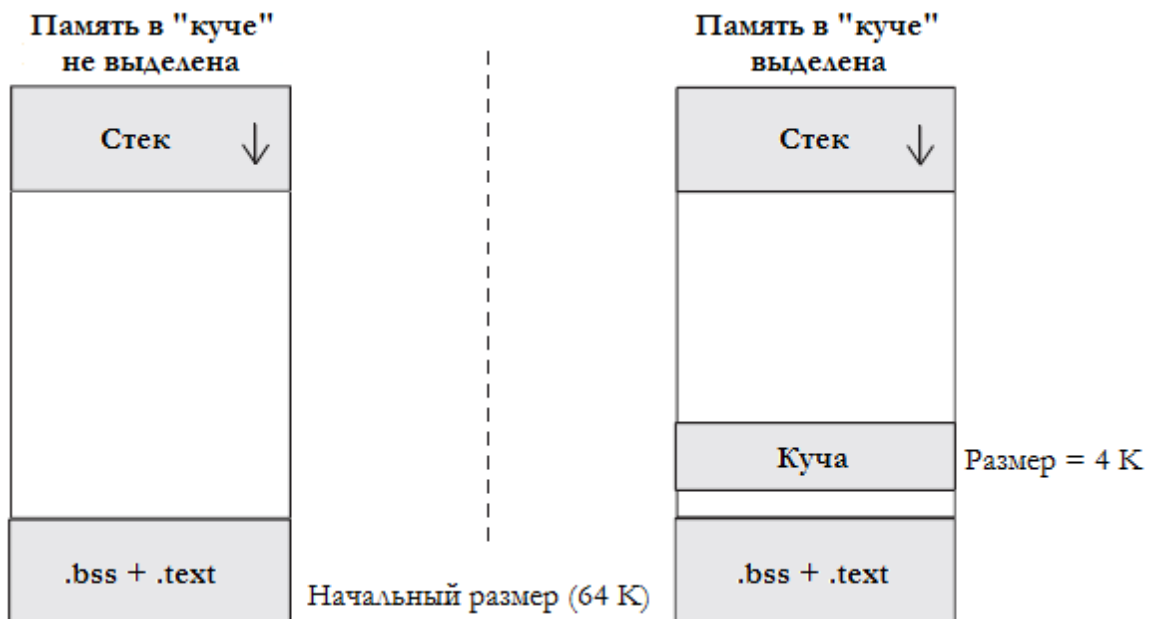 Память в "куче"
не выделена
Стек
.bss + .text
Начальный размер (64 K)
Память в "куче"
выделена
Стек
Куча
Размер = 4 K
.bss + .text